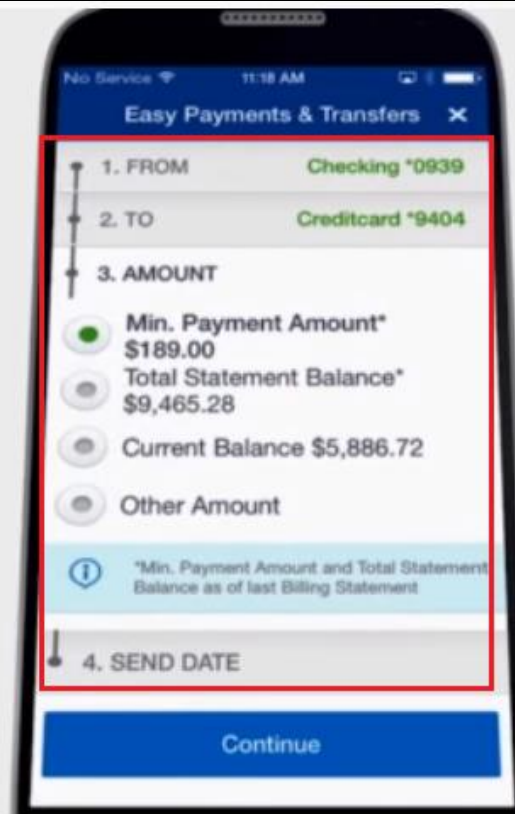 No Service 11:18 AM
Easy Payments & Transfers ×
1. FROM Checking *0939
2. TO Creditcard *9404
3. AMOUNT
Min. Payment Amount*
$189.00
Total Statement Balance*
$9,465.28
Current Balance $5,886.72
Other Amount
*Min. Payment Amount and Total Statement
Balance as of last Billing Statement
4. SEND DATE
Continue